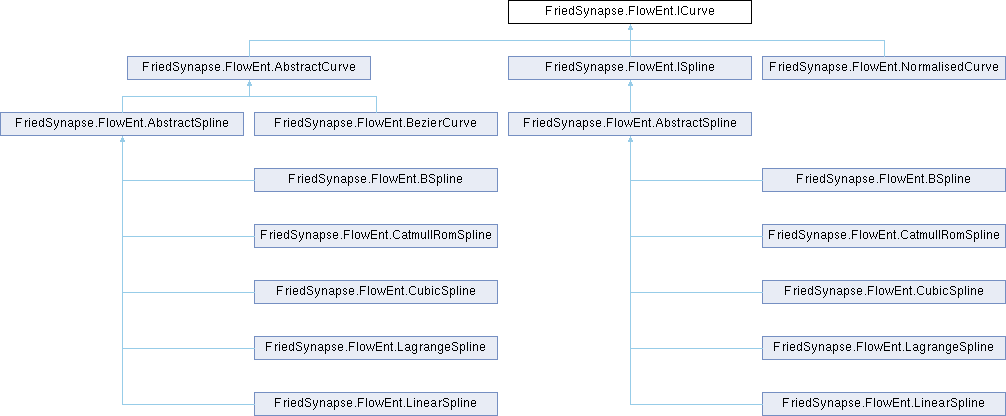 FriedSynapse.FlowEnt.ICurve
FriedSynapse.FlowEnt.AbstractCurve
FriedSynapse.FlowEnt.ISpline
FriedSynapse.FlowEnt.NormalisedCurve
FriedSynapse.FlowEnt.AbstractSpline
FriedSynapse.FlowEnt.BezierCurve
FriedSynapse.FlowEnt.AbstractSpline
FriedSynapse.FlowEnt.BSpline
FriedSynapse.FlowEnt.BSpline
FriedSynapse.FlowEnt.CatmullRomSpline
FriedSynapse.FlowEnt.CatmullRomSpline
FriedSynapse.FlowEnt.CubicSpline
FriedSynapse.FlowEnt.CubicSpline
FriedSynapse.FlowEnt.LagrangeSpline
FriedSynapse.FlowEnt.LagrangeSpline
FriedSynapse.FlowEnt.LinearSpline
FriedSynapse.FlowEnt.LinearSpline